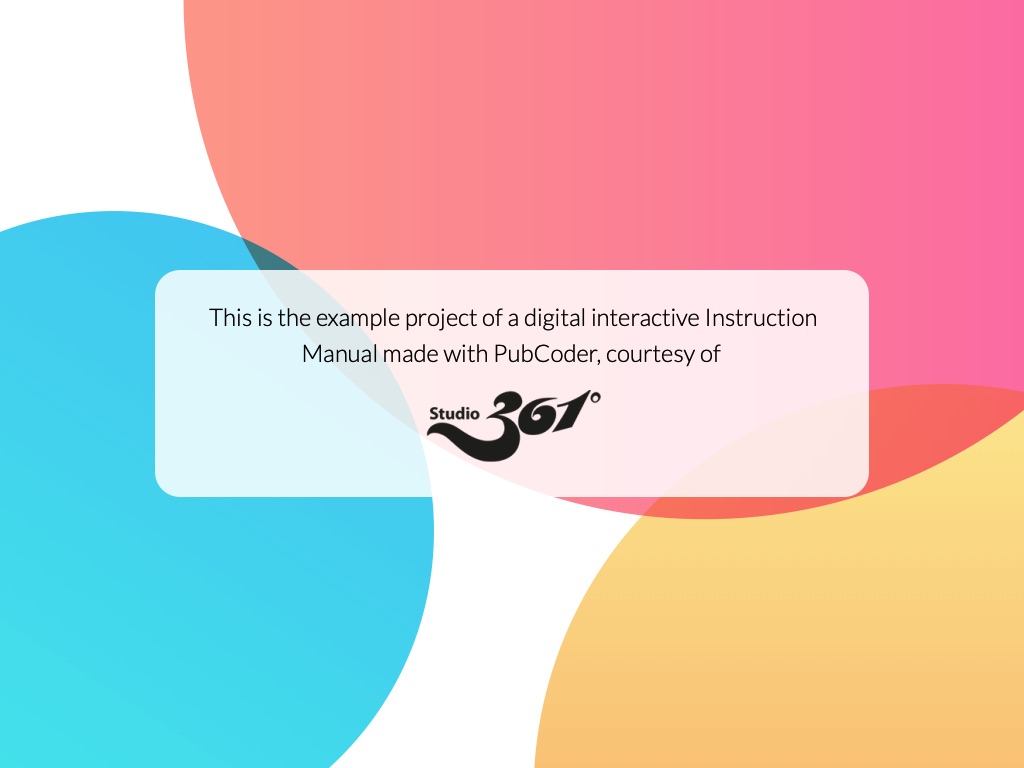 This is the example project of a digital interactive Instruction
Manual made with PubCoder, courtesy of
Studio 361°